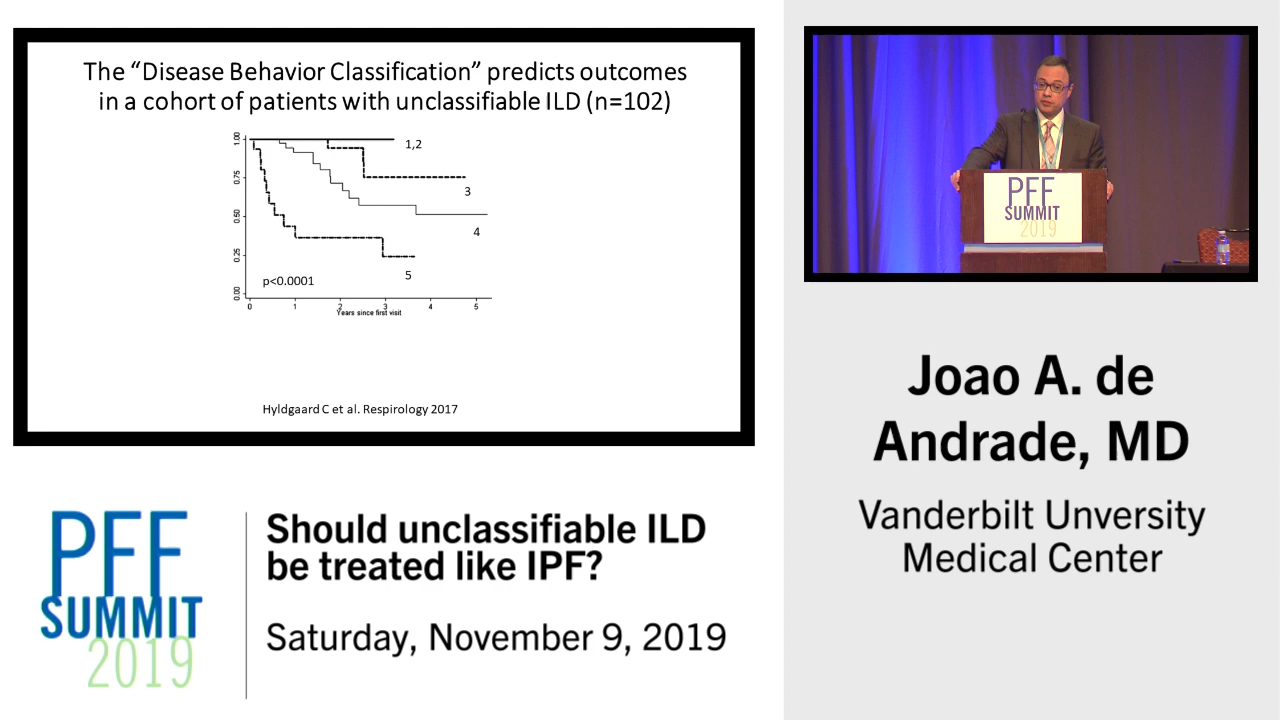 The “Disease Behavior Classification” predicts outcomes
in a cohort of patients with unclassifiable ILD (n=102)
1.00
0.75
0.50
0.25
0.00
1,2
3
4
5
p<0.0001
0 1 2 3 4 5
Years since first visit
Hyldgaard C et al. Respirology 2017
PFF
SUMMIT
2019
Joao A. de
Andrade, MD
Vanderbilt Unversity
Medical Center
PFF
SUMMIT
2019
Should unclassifiable ILD
be treated like IPF?
Saturday, November 9, 2019